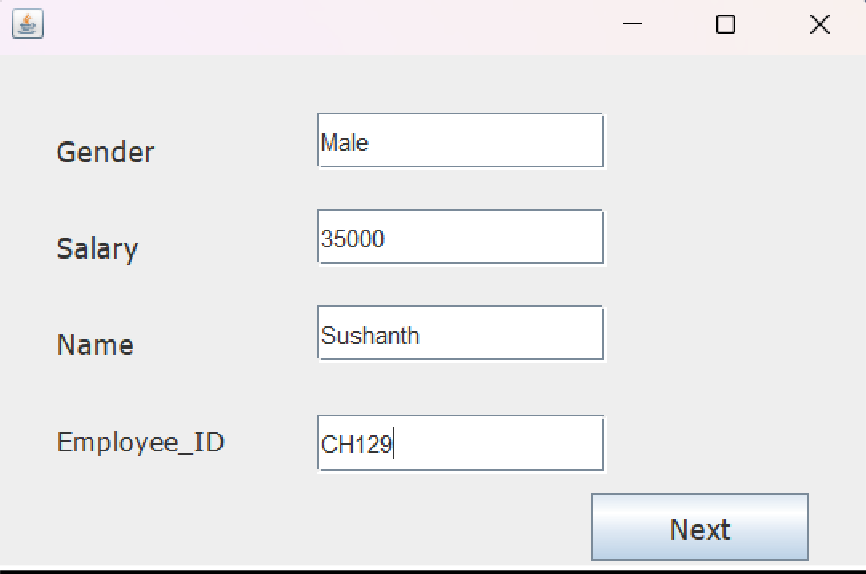 Gender Male
Salary 35000
Name Sushanth
Employee_ID CH129
Next